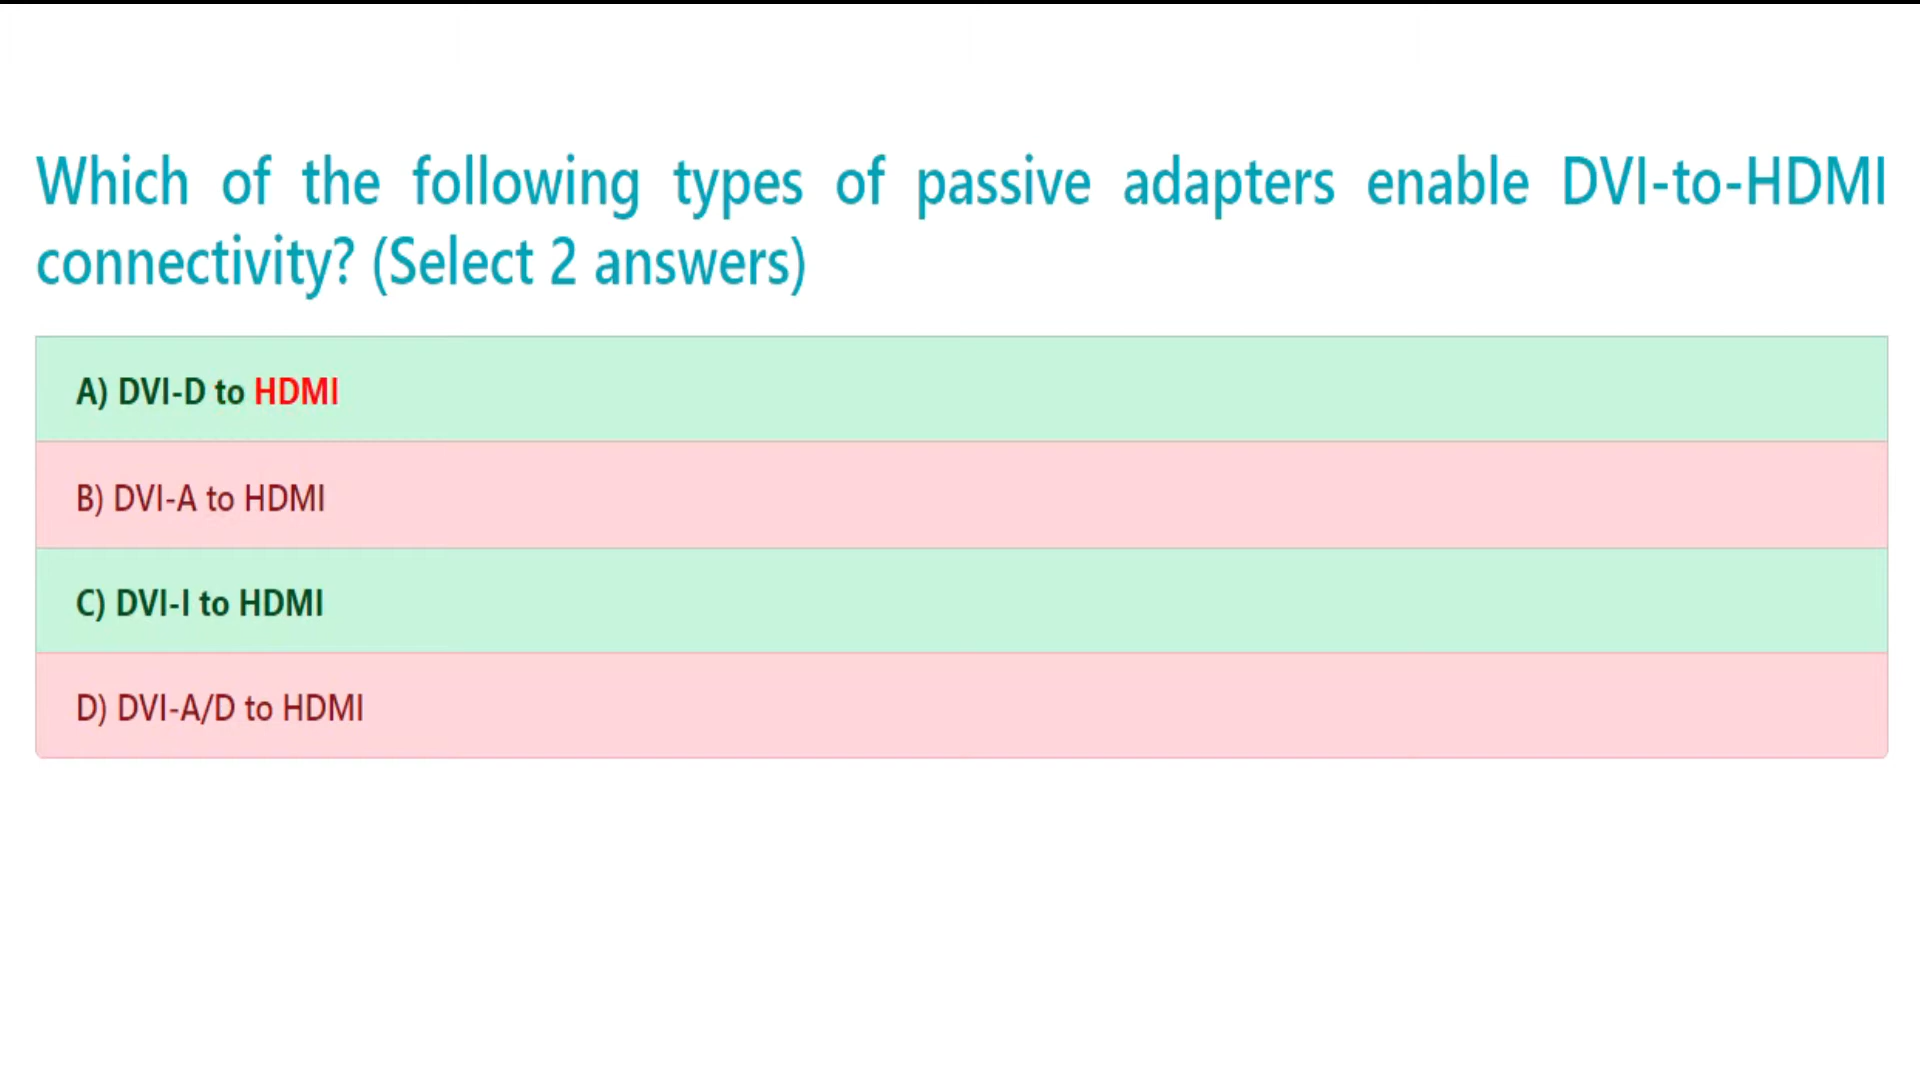 Which of the following types of passive adapters enable DVI-to-HDMI
connectivity? (Select 2 answers)
A) DVI-D to HDMI
B) DVI-A to HDMI
C) DVI-I to HDMI
D) DVI-A/D to HDMI